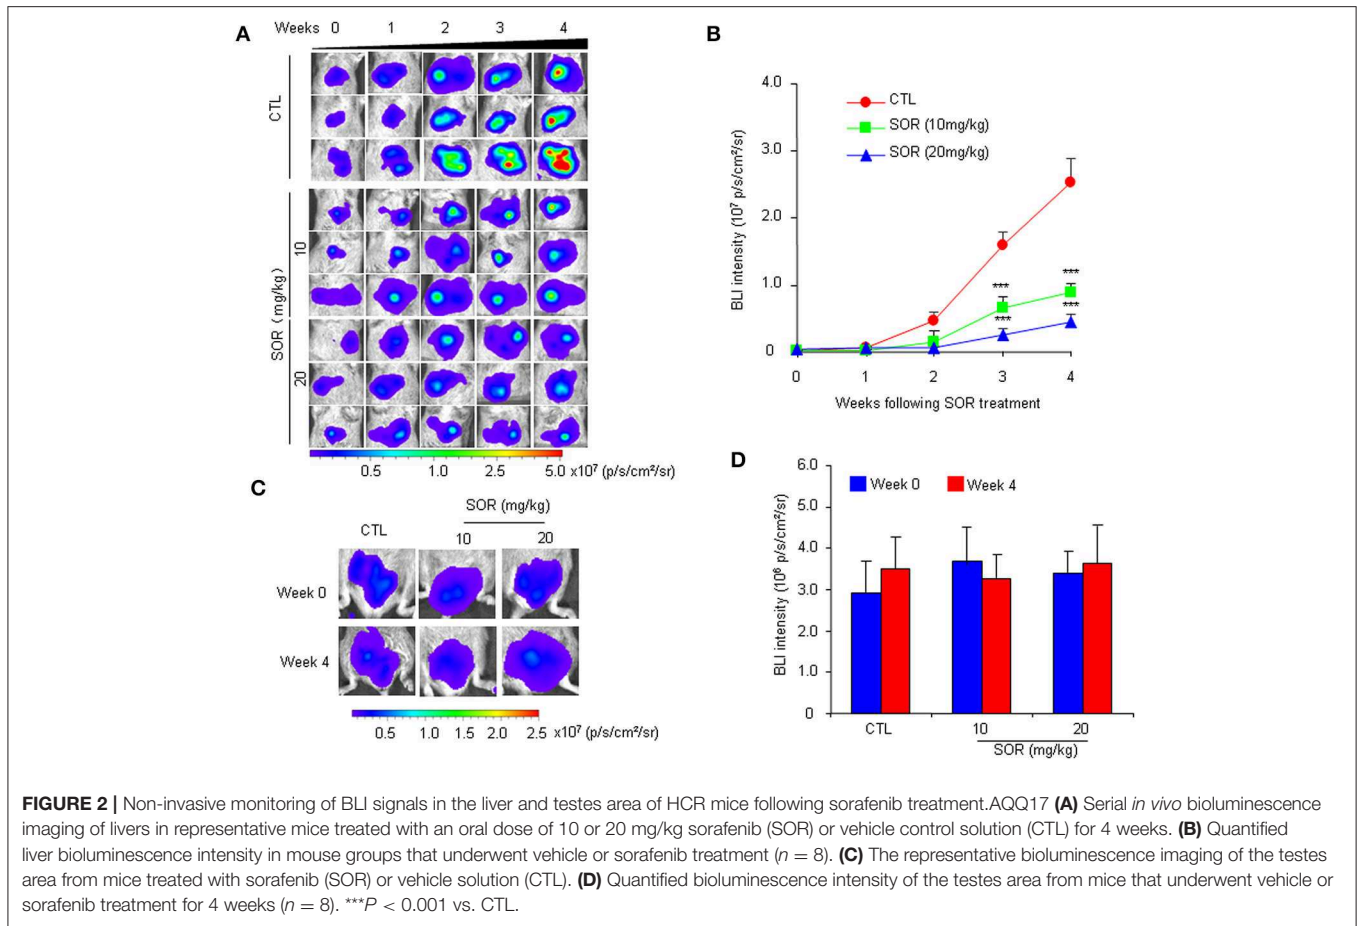 A
Weeks 0 1 2 3 4
CTL
SOR (mg/kg)
10
20
0.5 1.0 2.5 5.0 x10⁷ (p/s/cm²/sr)
B
4.0
3.0
2.0
1.0
0
BLI intensity (10⁷ p/s/cm²/sr)
CTL
SOR (10mg/kg)
SOR (20mg/kg)
***
***
***
***
0 1 2 3 4
Weeks following SOR treatment
C
SOR (mg/kg)
CTL 10 20
Week 0
Week 4
0.5 1.0 1.5 2.0 2.5 x10⁷ (p/s/cm²/sr)
D
6.0
5.0
4.0
3.0
2.0
1.0
0
BLI intensity (10⁶ p/s/cm²/sr)
Week 0 Week 4
CTL 10 20
SOR (mg/kg)
FIGURE 2 | Non-invasive monitoring of BLI signals in the liver and testes area of HCR mice following sorafenib treatment.AQQ17 (A) Serial in vivo bioluminescence
imaging of livers in representative mice treated with an oral dose of 10 or 20 mg/kg sorafenib (SOR) or vehicle control solution (CTL) for 4 weeks. (B) Quantified
liver bioluminescence intensity in mouse groups that underwent vehicle or sorafenib treatment (n = 8). (C) The representative bioluminescence imaging of the testes
area from mice treated with sorafenib (SOR) or vehicle solution (CTL). (D) Quantified bioluminescence intensity of the testes area from mice that underwent vehicle or
sorafenib treatment for 4 weeks (n = 8). ***P < 0.001 vs. CTL.